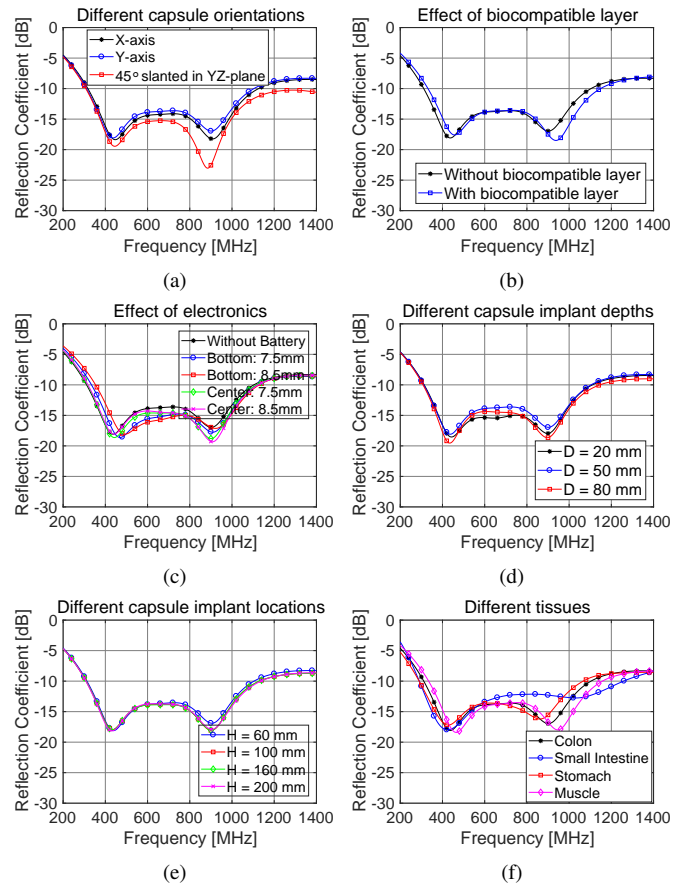 Different capsule orientations
Reflection Coefficient [dB]
0
-5
-10
-15
-20
-25
-30
X-axis
Y-axis
45° slanted in YZ-plane
200 400 600 800 1000 1200 1400
Frequency [MHz]
(a)
Effect of biocompatible layer
Reflection Coefficient [dB]
0
-5
-10
-15
-20
-25
-30
Without biocompatible layer
With biocompatible layer
200 400 600 800 1000 1200 1400
Frequency [MHz]
(b)
Effect of electronics
Reflection Coefficient [dB]
0
-5
-10
-15
-20
-25
-30
Without Battery
Bottom: 7.5mm
Bottom: 8.5mm
Center: 7.5mm
Center: 8.5mm
200 400 600 800 1000 1200 1400
Frequency [MHz]
(c)
Different capsule implant depths
Reflection Coefficient [dB]
0
-5
-10
-15
-20
-25
-30
D = 20 mm
D = 50 mm
D = 80 mm
200 400 600 800 1000 1200 1400
Frequency [MHz]
(d)
Different capsule implant locations
Reflection Coefficient [dB]
0
-5
-10
-15
-20
-25
-30
H = 60 mm
H = 100 mm
H = 160 mm
H = 200 mm
200 400 600 800 1000 1200 1400
Frequency [MHz]
(e)
Different tissues
Reflection Coefficient [dB]
0
-5
-10
-15
-20
-25
-30
Colon
Small Intestine
Stomach
Muscle
200 400 600 800 1000 1200 1400
Frequency [MHz]
(f)